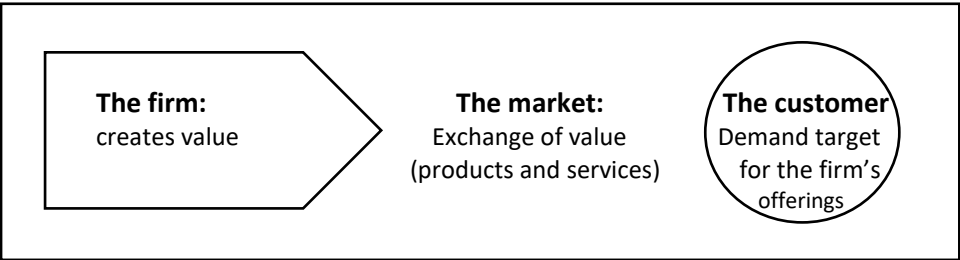 The firm:
creates value
The market:
Exchange of value
(products and services)
The customer
Demand target
for the firm's
offerings